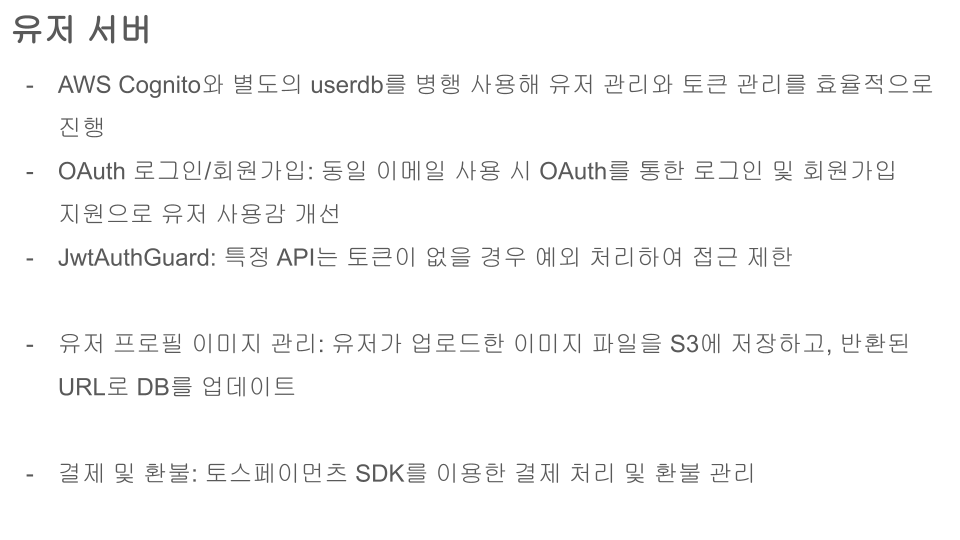 유저 서버
- AWS Cognito와 별도의 userdb를 병행 사용해 유저 관리와 토큰 관리를 효율적으로
진행
- OAuth 로그인/회원가입: 동일 이메일 사용 시 OAuth를 통한 로그인 및 회원가입
지원으로 유저 사용감 개선
- JwtAuthGuard: 특정 API는 토큰이 없을 경우 예외 처리하여 접근 제한
- 유저 프로필 이미지 관리: 유저가 업로드한 이미지 파일을 S3에 저장하고, 반환된
URL로 DB를 업데이트
- 결제 및 환불: 토스페이먼츠 SDK를 이용한 결제 처리 및 환불 관리